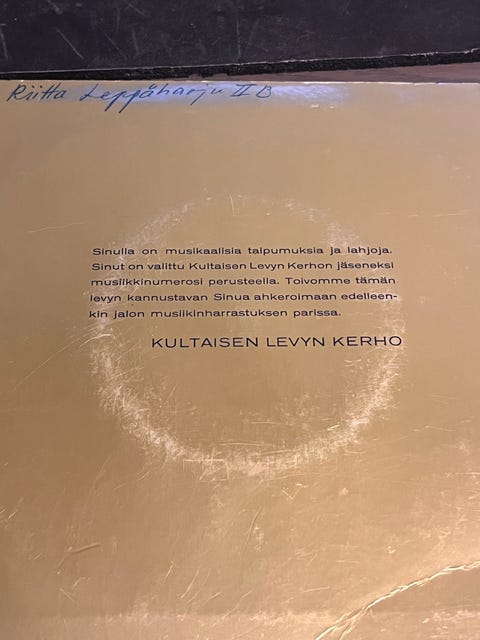 Riitta Leppäharju II B
Sinulla on musikaalisia taipumuksia ja lahjoja.
Sinut on valittu Kultaisen Levyn Kerhon jäseneksi
musiikkinumerosi perusteella. Toivomme tämän
levyn kannustavan Sinua ahkeroimaan edelleen-
kin jalon musiikinharrastuksen parissa.
KULTAISEN LEVYN KERHO